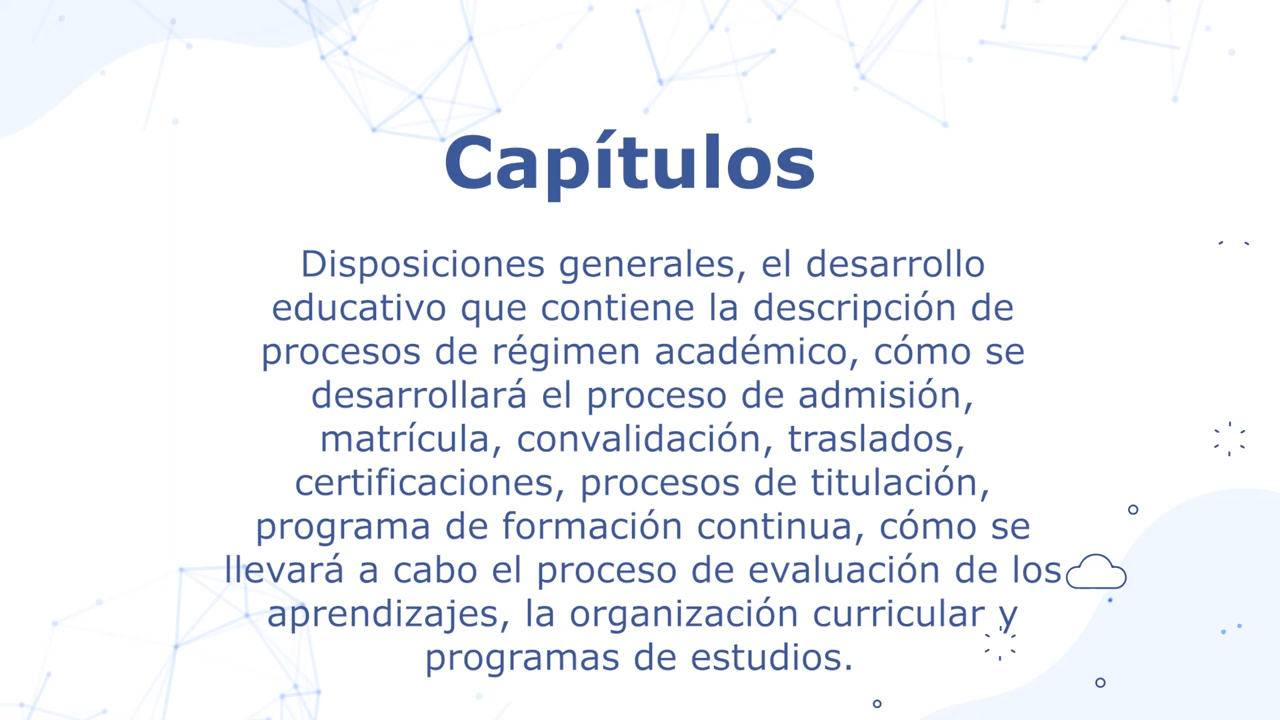 Capítulos
Disposiciones generales, el desarrollo
educativo que contiene la descripción de
procesos de régimen académico, cómo se
desarrollará el proceso de admisión,
matrícula, convalidación, traslados,
certificaciones, procesos de titulación,
programa de formación continua, cómo se
llevará a cabo el proceso de evaluación de los
aprendizajes, la organización curricular y
programas de estudios.